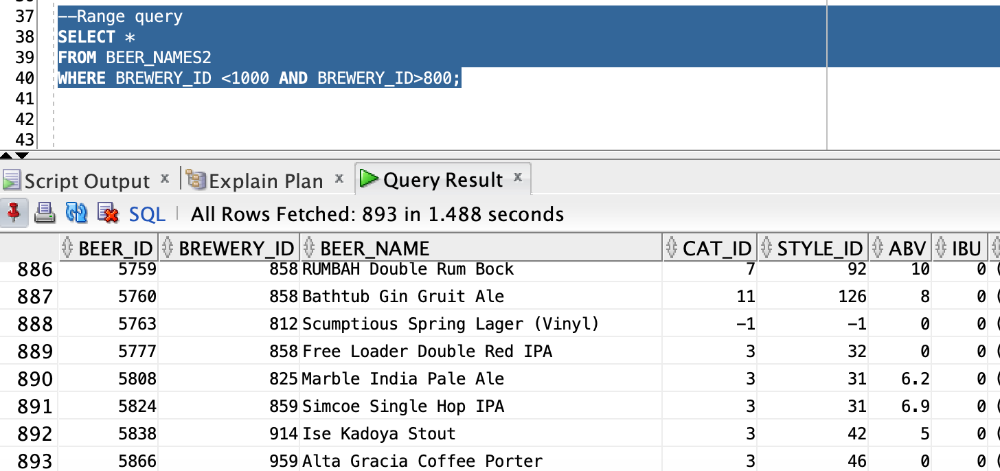 37 --Range query
38 SELECT *
39 FROM BEER_NAMES2
40 WHERE BREWERY_ID <1000 AND BREWERY_ID>800;
41
42
43
Script Output x Explain Plan x Query Result x
SQL All Rows Fetched: 893 in 1.488 seconds
BEER_ID BREWERY_ID BEER_NAME CAT_ID STYLE_ID ABV IBU
886 5759 858 RUMBAH Double Rum Bock 7 92 10 0 (
887 5760 858 Bathtub Gin Gruit Ale 11 126 8 0 (
888 5763 812 Scumptious Spring Lager (Vinyl) -1 -1 0 0 (
889 5777 858 Free Loader Double Red IPA 3 32 0 0 (
890 5808 825 Marble India Pale Ale 3 31 6.2 0 (
891 5824 859 Simcoe Single Hop IPA 3 31 6.9 0 (
892 5838 914 Ise Kadoya Stout 3 42 5 0 (
893 5866 959 Alta Gracia Coffee Porter 3 46 0 0 (